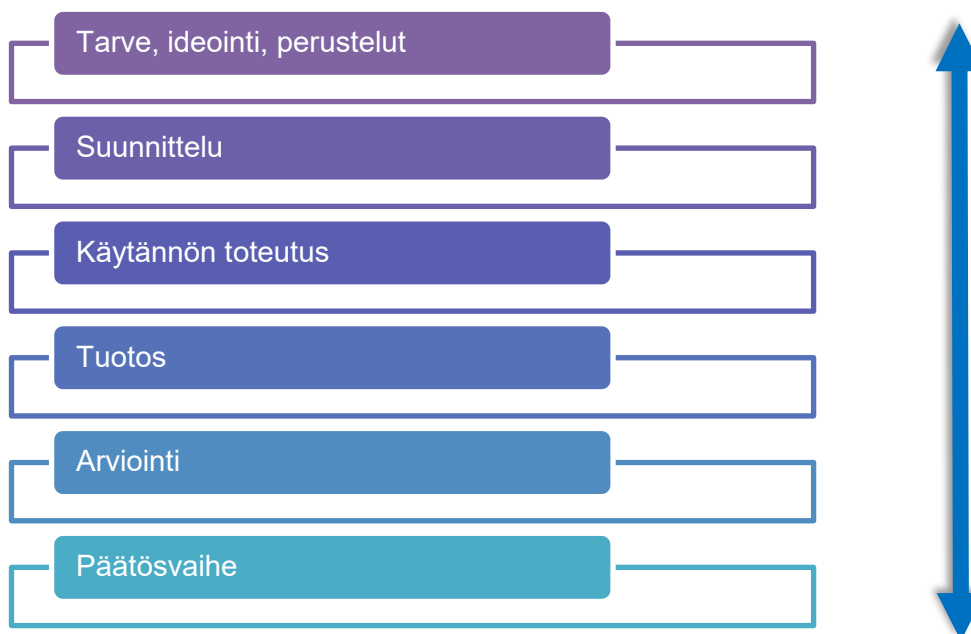 Tarve, ideointi, perustelut
Suunnittelu
Käytännön toteutus
Tuotos
Arviointi
Päätösvaihe